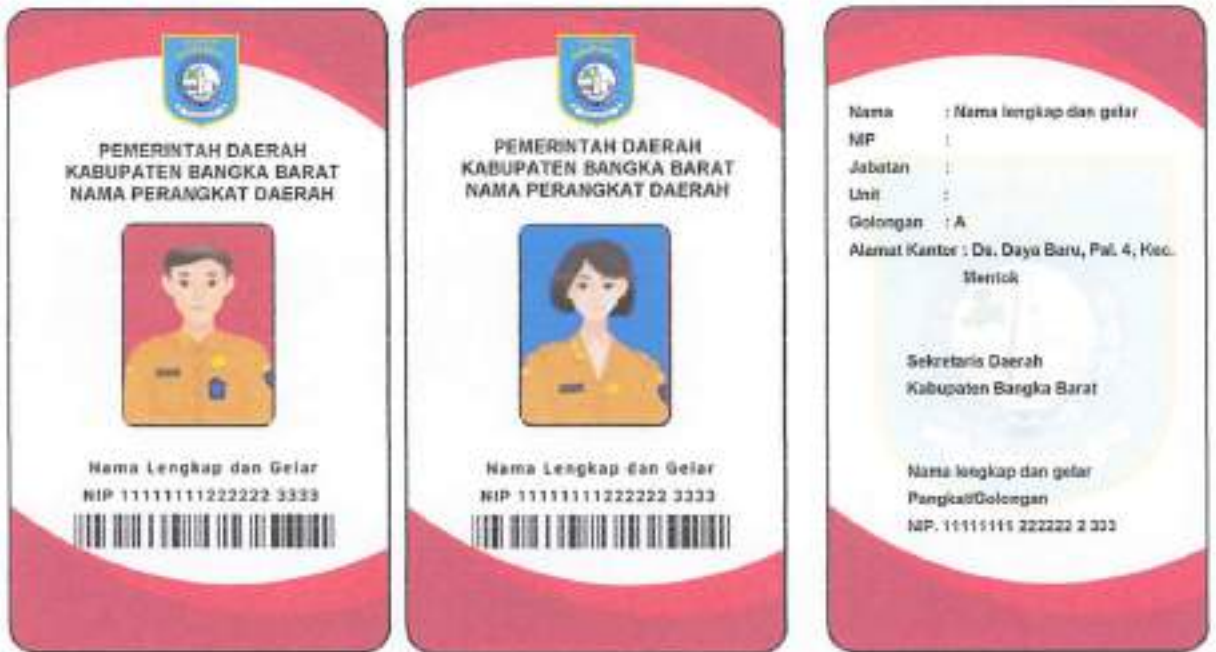 PEMERINTAH DAERAH
KABUPATEN BANGKA BARAT
NAMA PERANGKAT DAERAH
Nama Lengkap dan Gelar
NIP 11111111222222 3333
PEMERINTAH DAERAH
KABUPATEN BANGKA BARAT
NAMA PERANGKAT DAERAH
Nama Lengkap dan Gelar
NIP 11111111222222 3333
Nama : Nama lengkap dan gelar
NIP :
Jabatan :
Unit :
Golongan : A
Alamat Kantor : Ds. Daya Baru, Pal. 4, Kec.
Mentok
Sekretaris Daerah
Kabupaten Bangka Barat
Nama lengkap dan gelar
Pangkat/Golongan
NIP. 11111111 222222 2 333